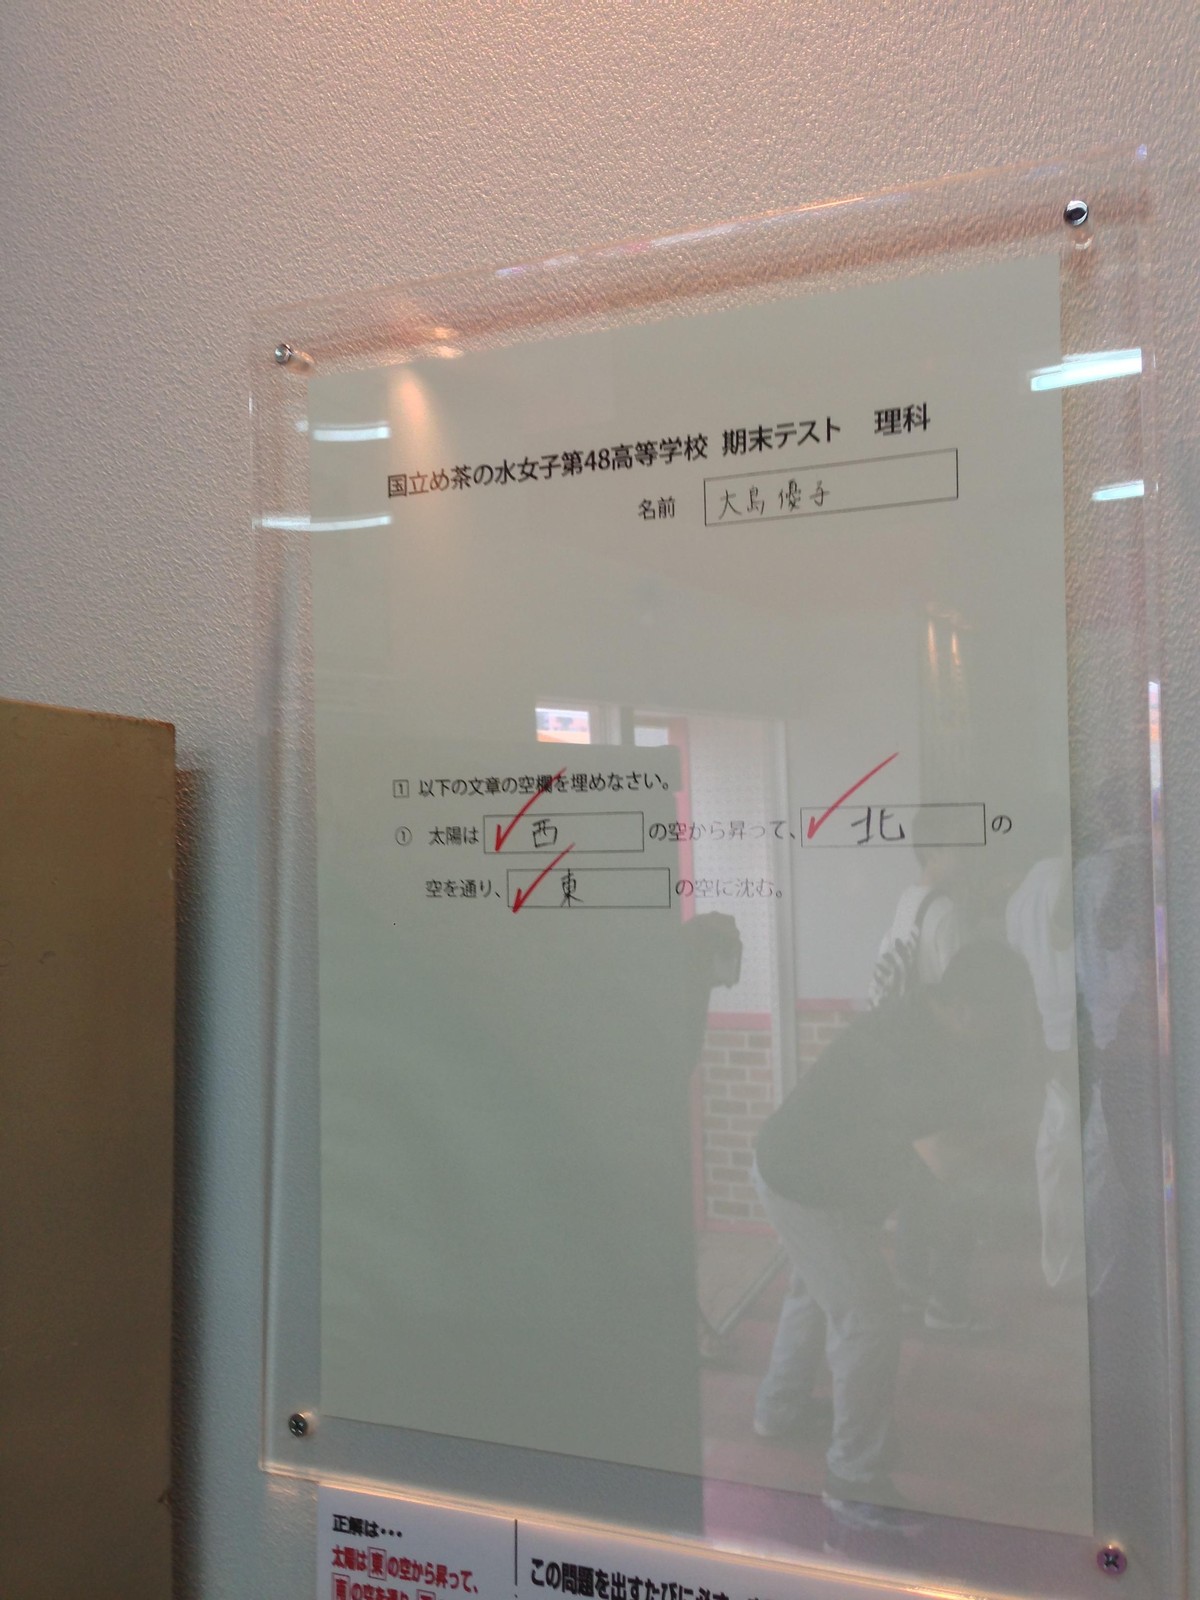 国立め茶の水女子第48高等学校 期末テスト 理科
名前 大島優子
1 以下の文章の空欄を埋めなさい。
① 太陽は 西 の空から昇って、 北 の
空を通り、 東 の空に沈む。
正解は・・・
太陽は東の空から昇って、
南の空を通り、
この問題を出すたびに必ず